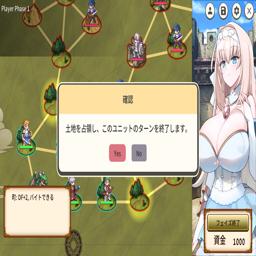 Player Phase 1
確認
土地を占領し、このユニットのターンを終了します。
Yes
No
町: DF+2, バイトできる
フェイズ終了
資金 1000